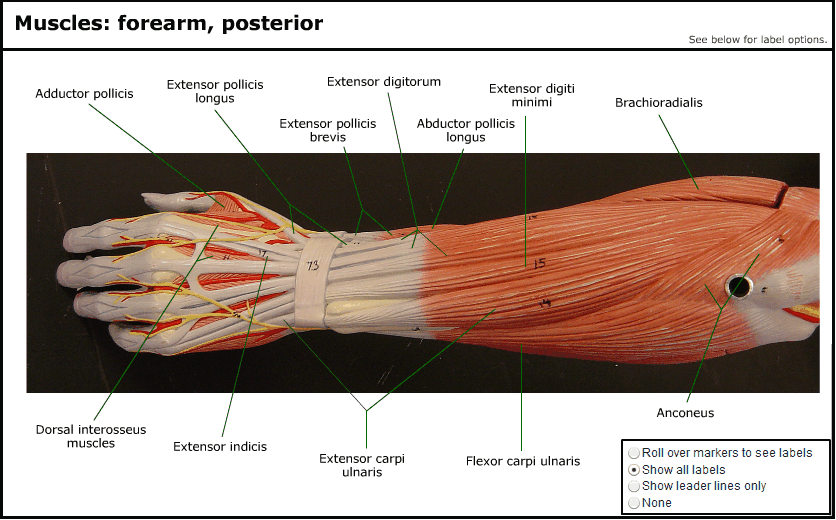 Muscles: forearm, posterior
See below for label options.
Adductor pollicis
Extensor pollicis
longus
Extensor pollicis
brevis
Extensor digitorum
Abductor pollicis
longus
Extensor digiti
minimi
Brachioradialis
73
15
Dorsal interosseus
muscles
Extensor indicis
Extensor carpi
ulnaris
Flexor carpi ulnaris
Anconeus
Roll over markers to see labels
Show all labels
Show leader lines only
None